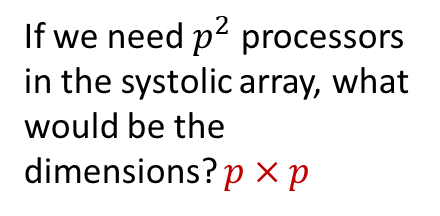 If we need p² processors
in the systolic array, what
would be the
dimensions? p × p